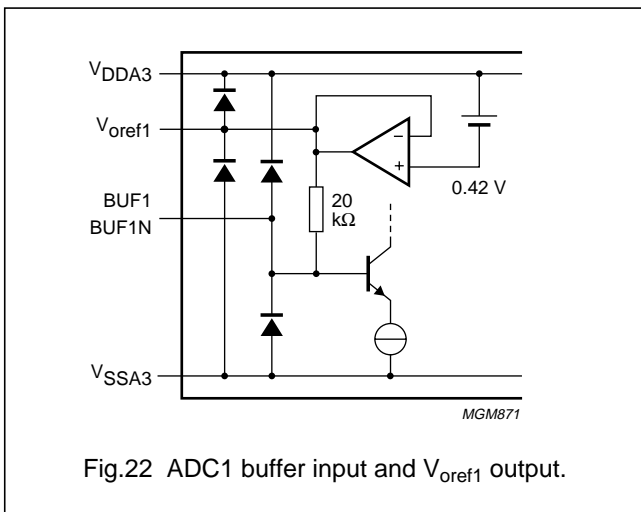 VDDA3
Voref1
BUF1
BUF1N
−
+
0.42 V
20
kΩ
VSSA3
MGM871
Fig.22 ADC1 buffer input and Voref1 output.